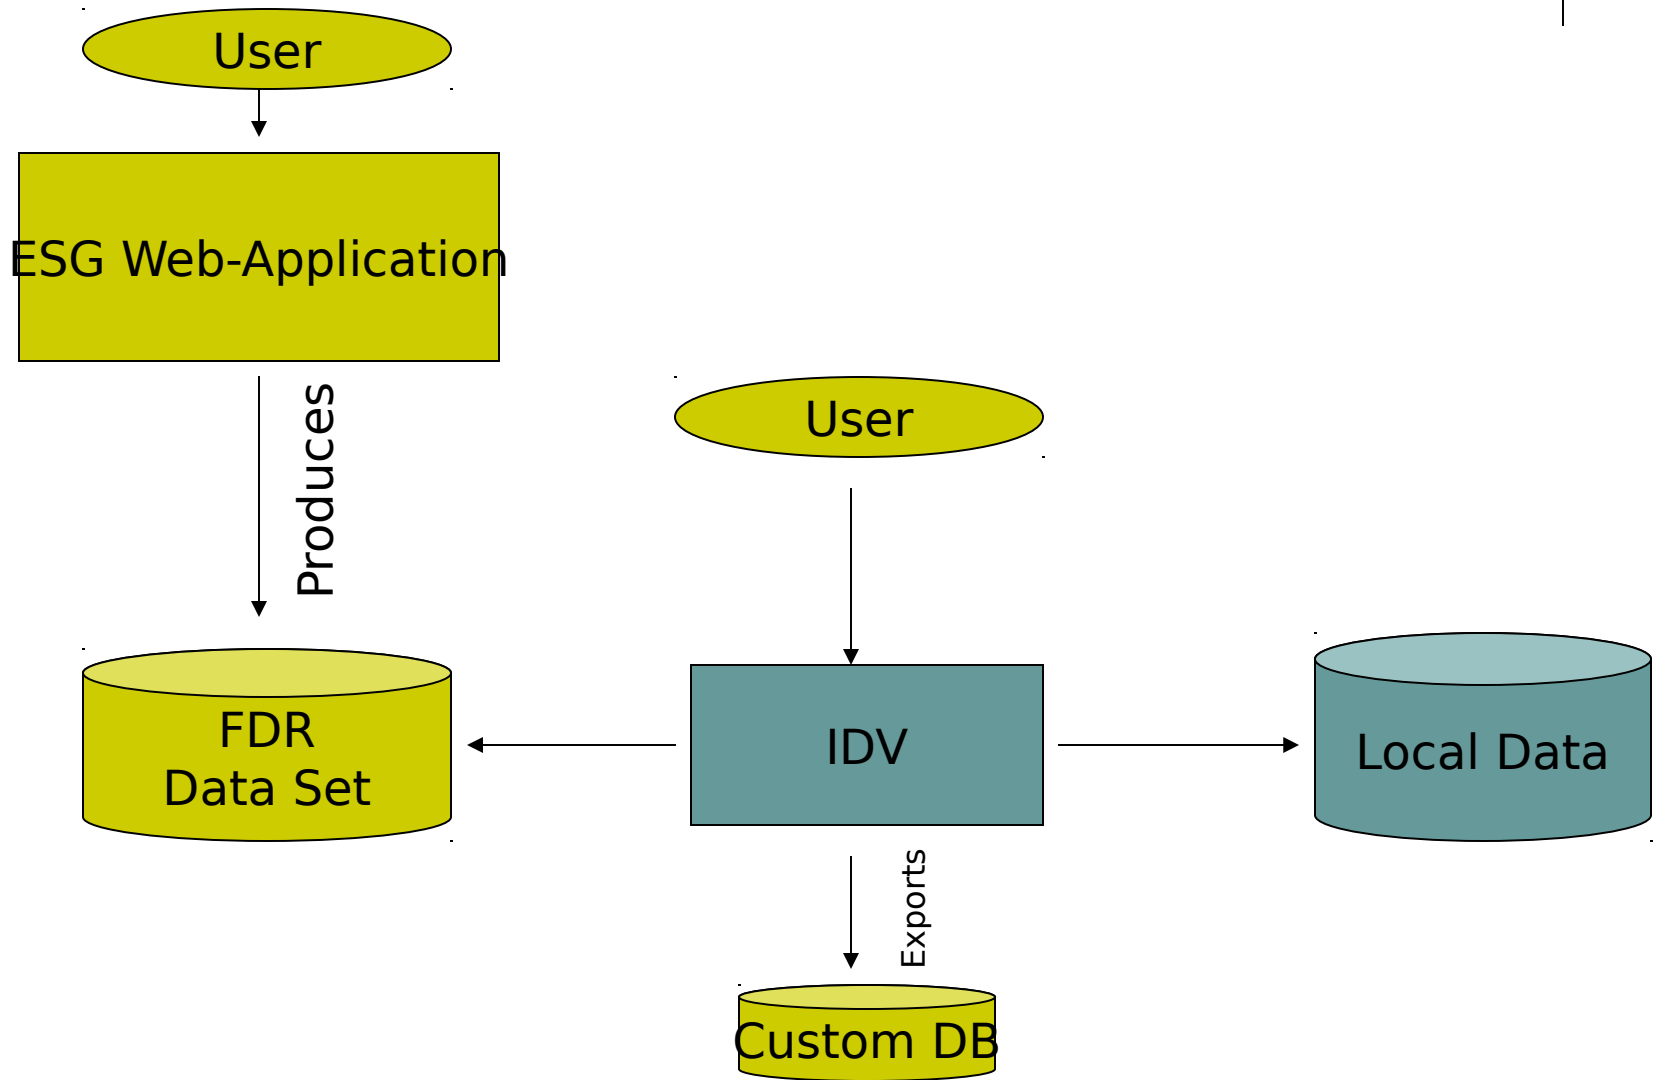 User
ESG Web-Application
Produces
User
FDR
Data Set
IDV
Local Data
Exports
Custom DB